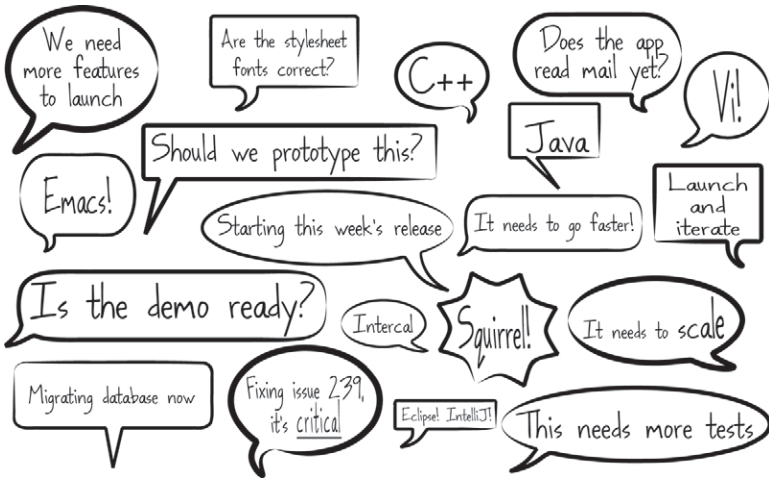 We need
more features
to launch
Are the stylesheet
fonts correct?
C++
Does the app
read mail yet?
Vi!
Should we prototype this?
Java
Emacs!
Starting this week's release
It needs to go faster!
Launch
and
iterate
Is the demo ready?
Intercal
Squirrel!
It needs to scale
Migrating database now
Fixing issue 239,
it's critical
Eclipse! IntelliJ!
This needs more tests